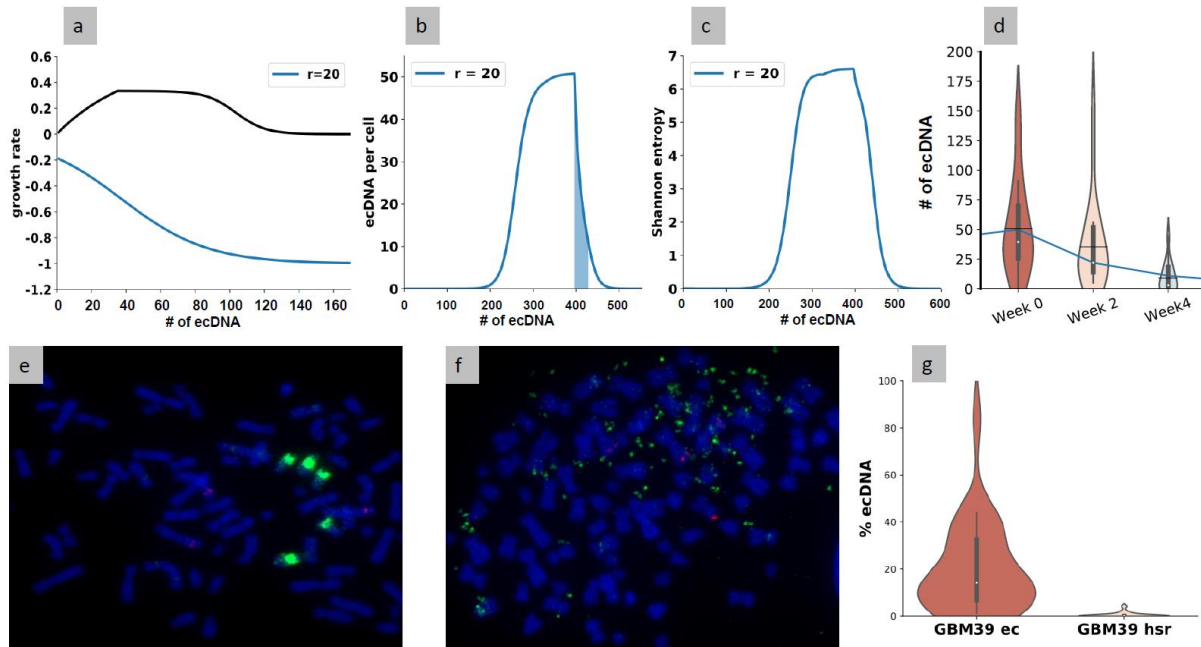 a
b
c
d
0.6
0.4
0.2
0
-0.2
-0.4
-0.6
-0.8
-1
-1.2
growth rate
r=20
0 20 40 60 80 100 120 140 160
# of ecDNA
50
40
30
20
10
0
ecDNA per cell
r = 20
0 100 200 300 400 500
# of ecDNA
7
6
5
4
3
2
1
0
Shannon entropy
r = 20
0 100 200 300 400 500 600
# of ecDNA
200
175
150
125
100
75
50
25
0
# of ecDNA
Week 0 Week 2 Week4
e
f
g
100
80
60
40
20
0
% ecDNA
GBM39 ec GBM39 hsr